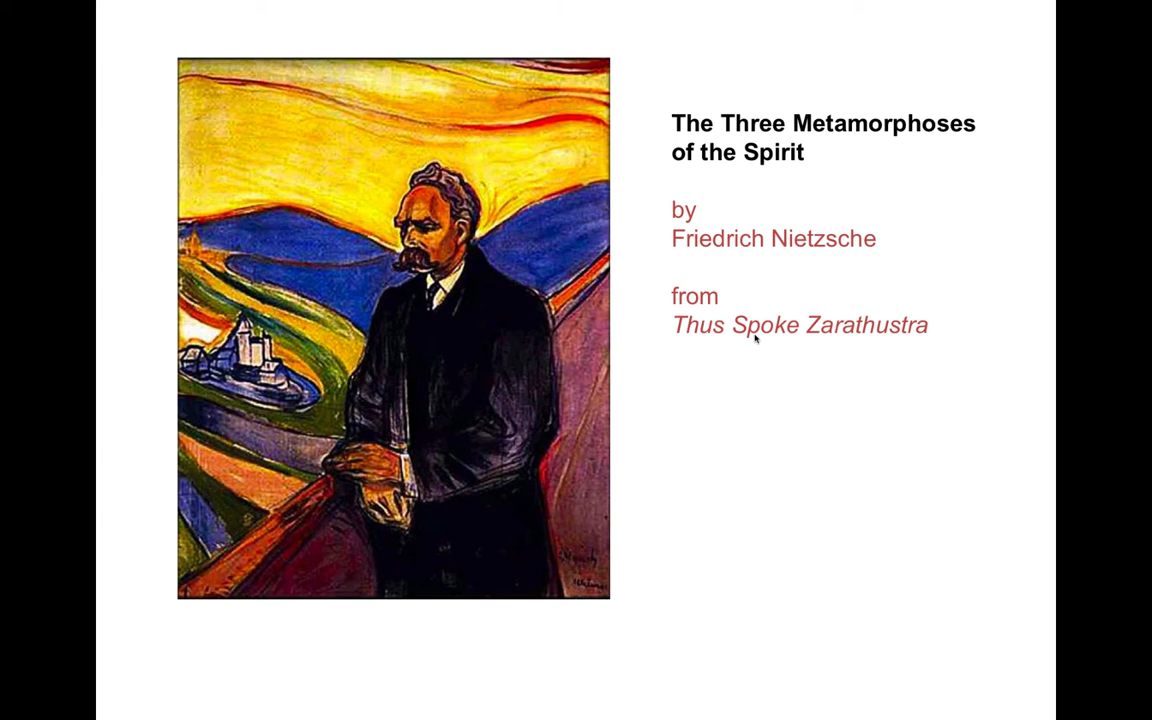 The Three Metamorphoses
of the Spirit
by
Friedrich Nietzsche
from
Thus Spoke Zarathustra